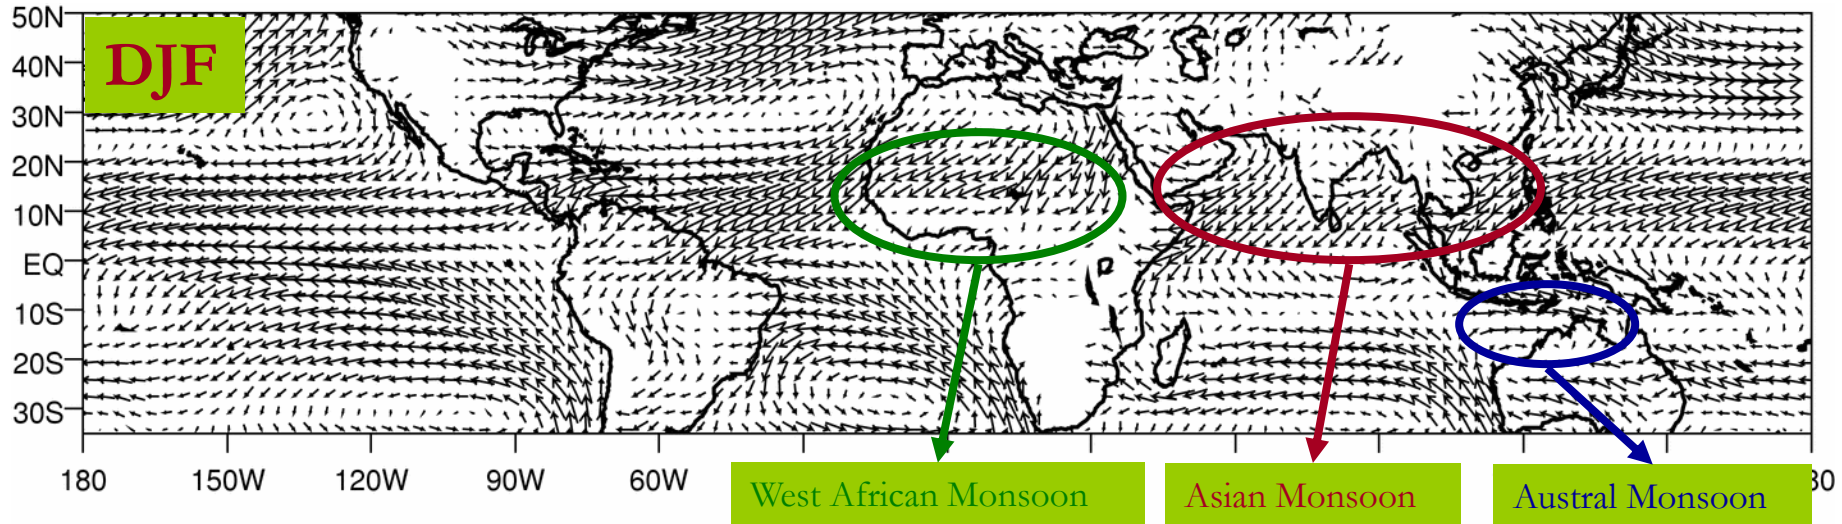 50N
DJF
40N
30N
20N
10N
EQ
10S
20S
30S
180
150W
120W
90W
60W
West African Monsoon
Asian Monsoon
Austral Monsoon